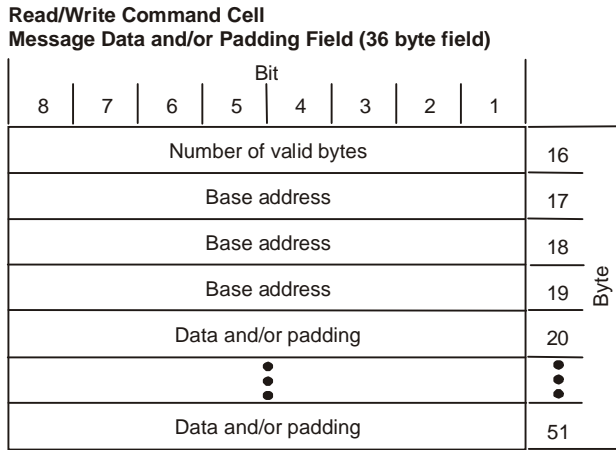 Read/Write Command Cell
Message Data and/or Padding Field (36 byte field)
Bit
8 7 6 5 4 3 2 1
Number of valid bytes 16
Base address 17
Base address 18
Base address 19
Data and/or padding 20
Data and/or padding 51
Byte